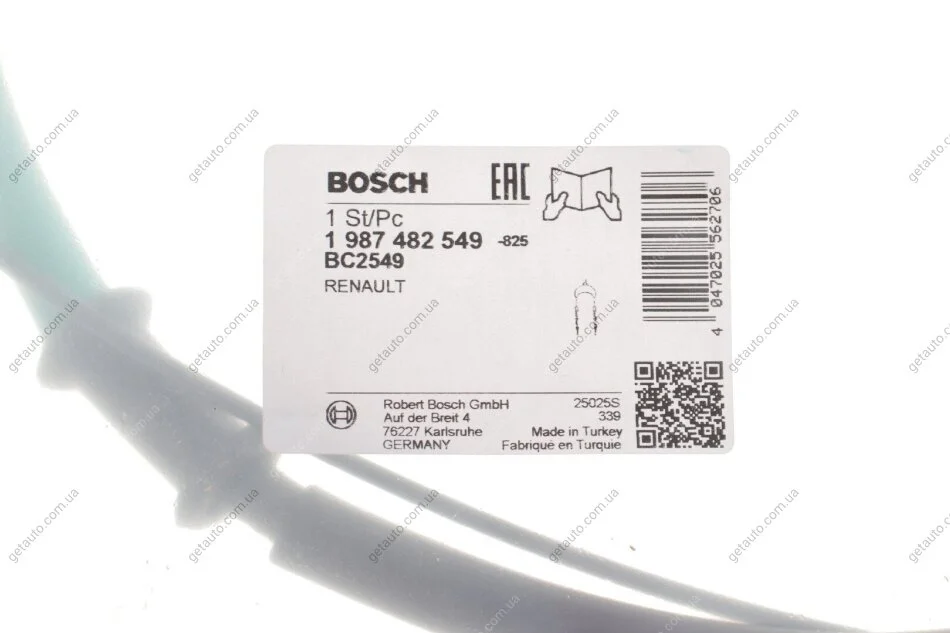 BOSCH
EAC
1 St/Pc
1 987 482 549 -825
BC2549
RENAULT
4 047025 562706
Robert Bosch GmbH
Auf der Breit 4
76227 Karlsruhe
GERMANY
25025S
339
Made in Turkey
Fabriqué en Turquie
getauto.com.ua